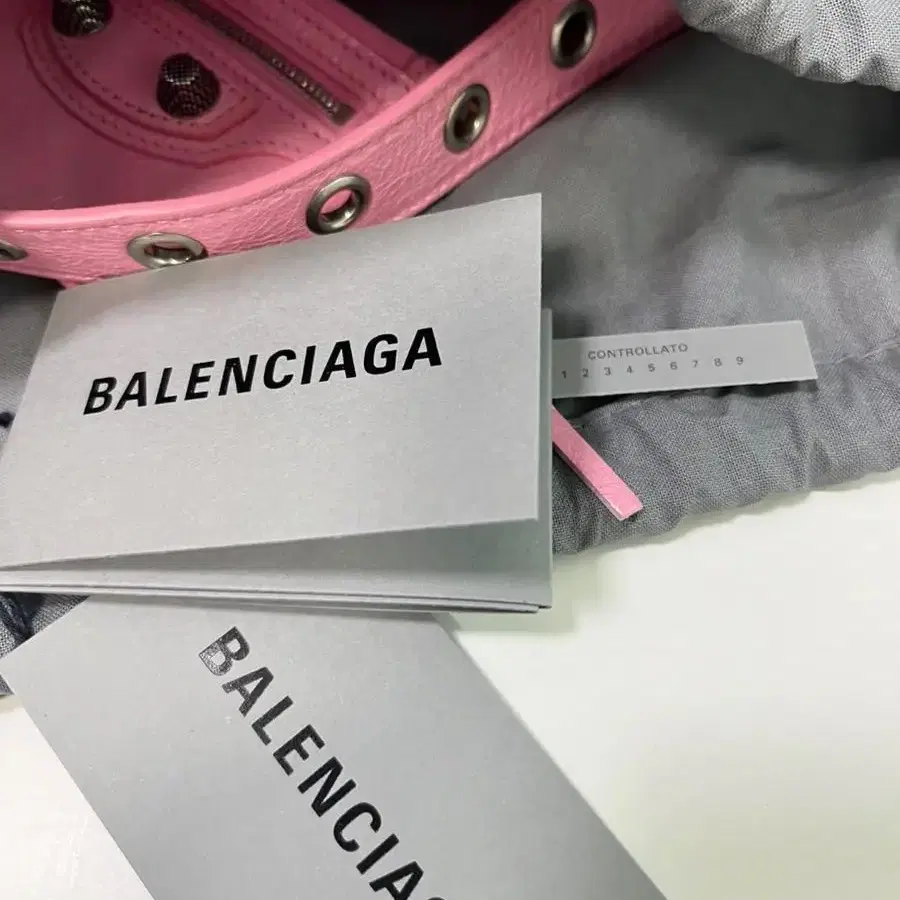 BALENCIAGA
CONTROLLATO
1 2 3 4 5 6 7 8 9
BALENCIAGA